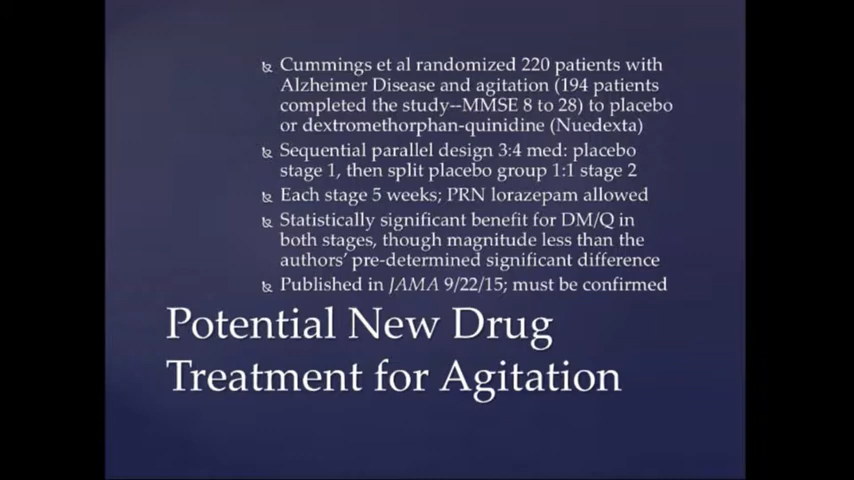 Cummings et al randomized 220 patients with
Alzheimer Disease and agitation (194 patients
completed the study--MMSE 8 to 28) to placebo
or dextromethorphan-quinidine (Nuedexta)
Sequential parallel design 3:4 med: placebo
stage 1, then split placebo group 1:1 stage 2
Each stage 5 weeks; PRN lorazepam allowed
Statistically significant benefit for DM/Q in
both stages, though magnitude less than the
authors' pre-determined significant difference
Published in JAMA 9/22/15; must be confirmed
Potential New Drug
Treatment for Agitation